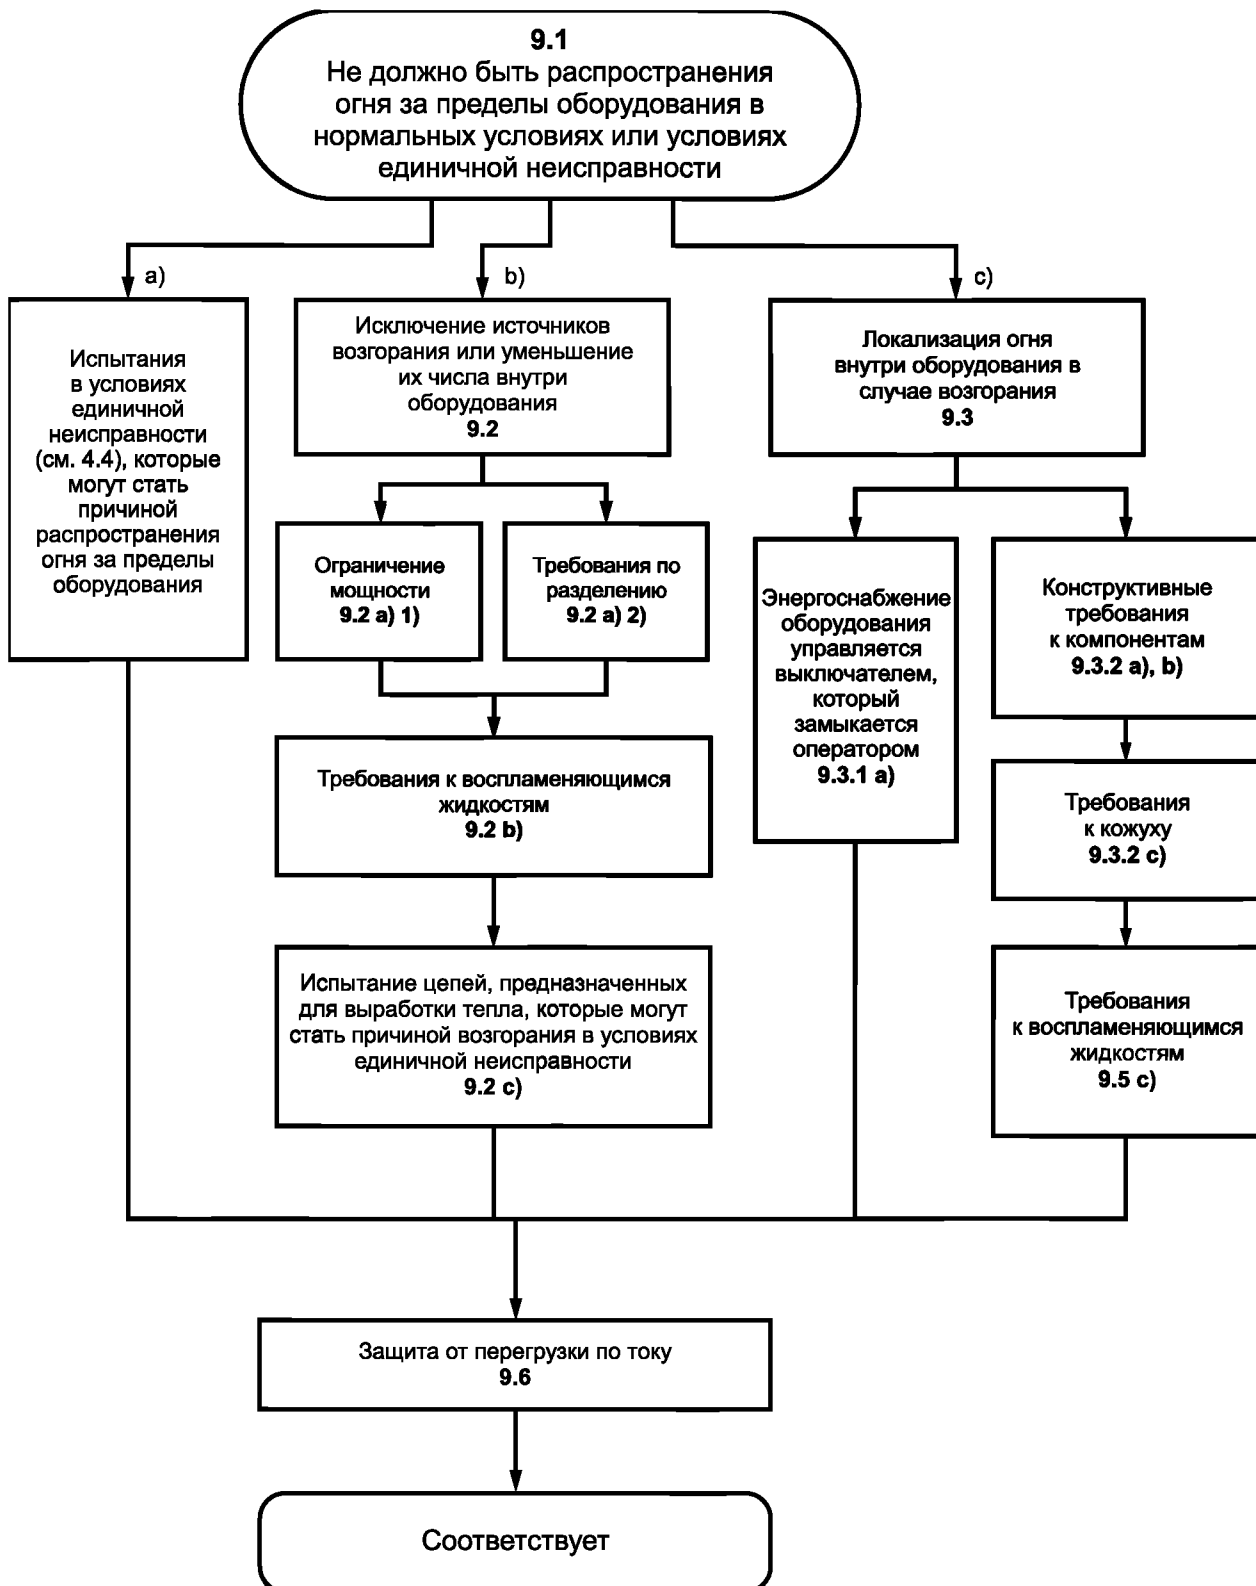 9.1
Не должно быть распространения
огня за пределы оборудования в
нормальных условиях или условиях
единичной неисправности
a)
Испытания
в условиях
единичной
неисправности
(см. 4.4), которые
могут стать
причиной
распространения
огня за пределы
оборудования
b)
Исключение источников
возгорания или уменьшение
их числа внутри
оборудования
9.2
Ограничение
мощности
9.2 a) 1)
Требования по
разделению
9.2 a) 2)
Требования к воспламеняющимся
жидкостям
9.2 b)
Испытание цепей, предназначенных
для выработки тепла, которые могут
стать причиной возгорания в условиях
единичной неисправности
9.2 c)
c)
Локализация огня
внутри оборудования в
случае возгорания
9.3
Энергоснабжение
оборудования
управляется
выключателем,
который
замыкается
оператором
9.3.1 a)
Конструктивные
требования
к компонентам
9.3.2 a), b)
Требования
к кожуху
9.3.2 c)
Требования
к воспламеняющимся
жидкостям
9.5 c)
Защита от перегрузки по току
9.6
Соответствует